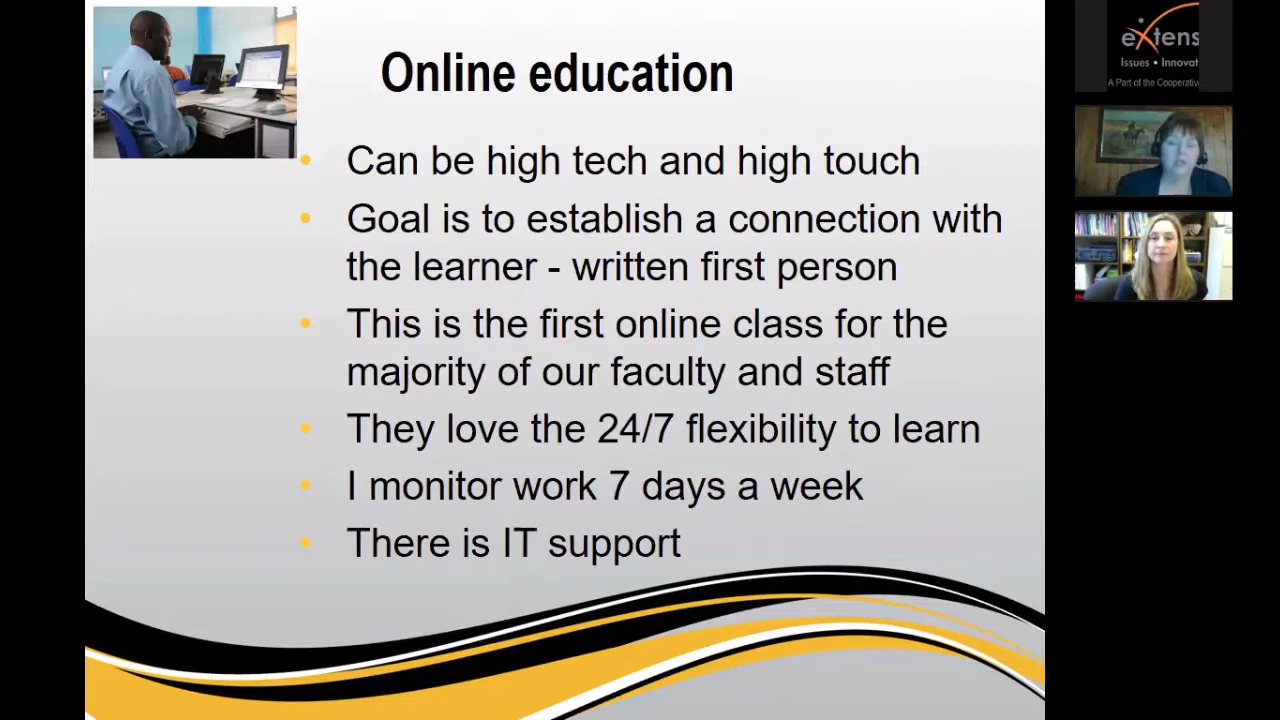 Online education
Can be high tech and high touch
Goal is to establish a connection with
the learner - written first person
This is the first online class for the
majority of our faculty and staff
They love the 24/7 flexibility to learn
I monitor work 7 days a week
There is IT support
eXtens
Issues • Innovat
A Part of the Cooperative